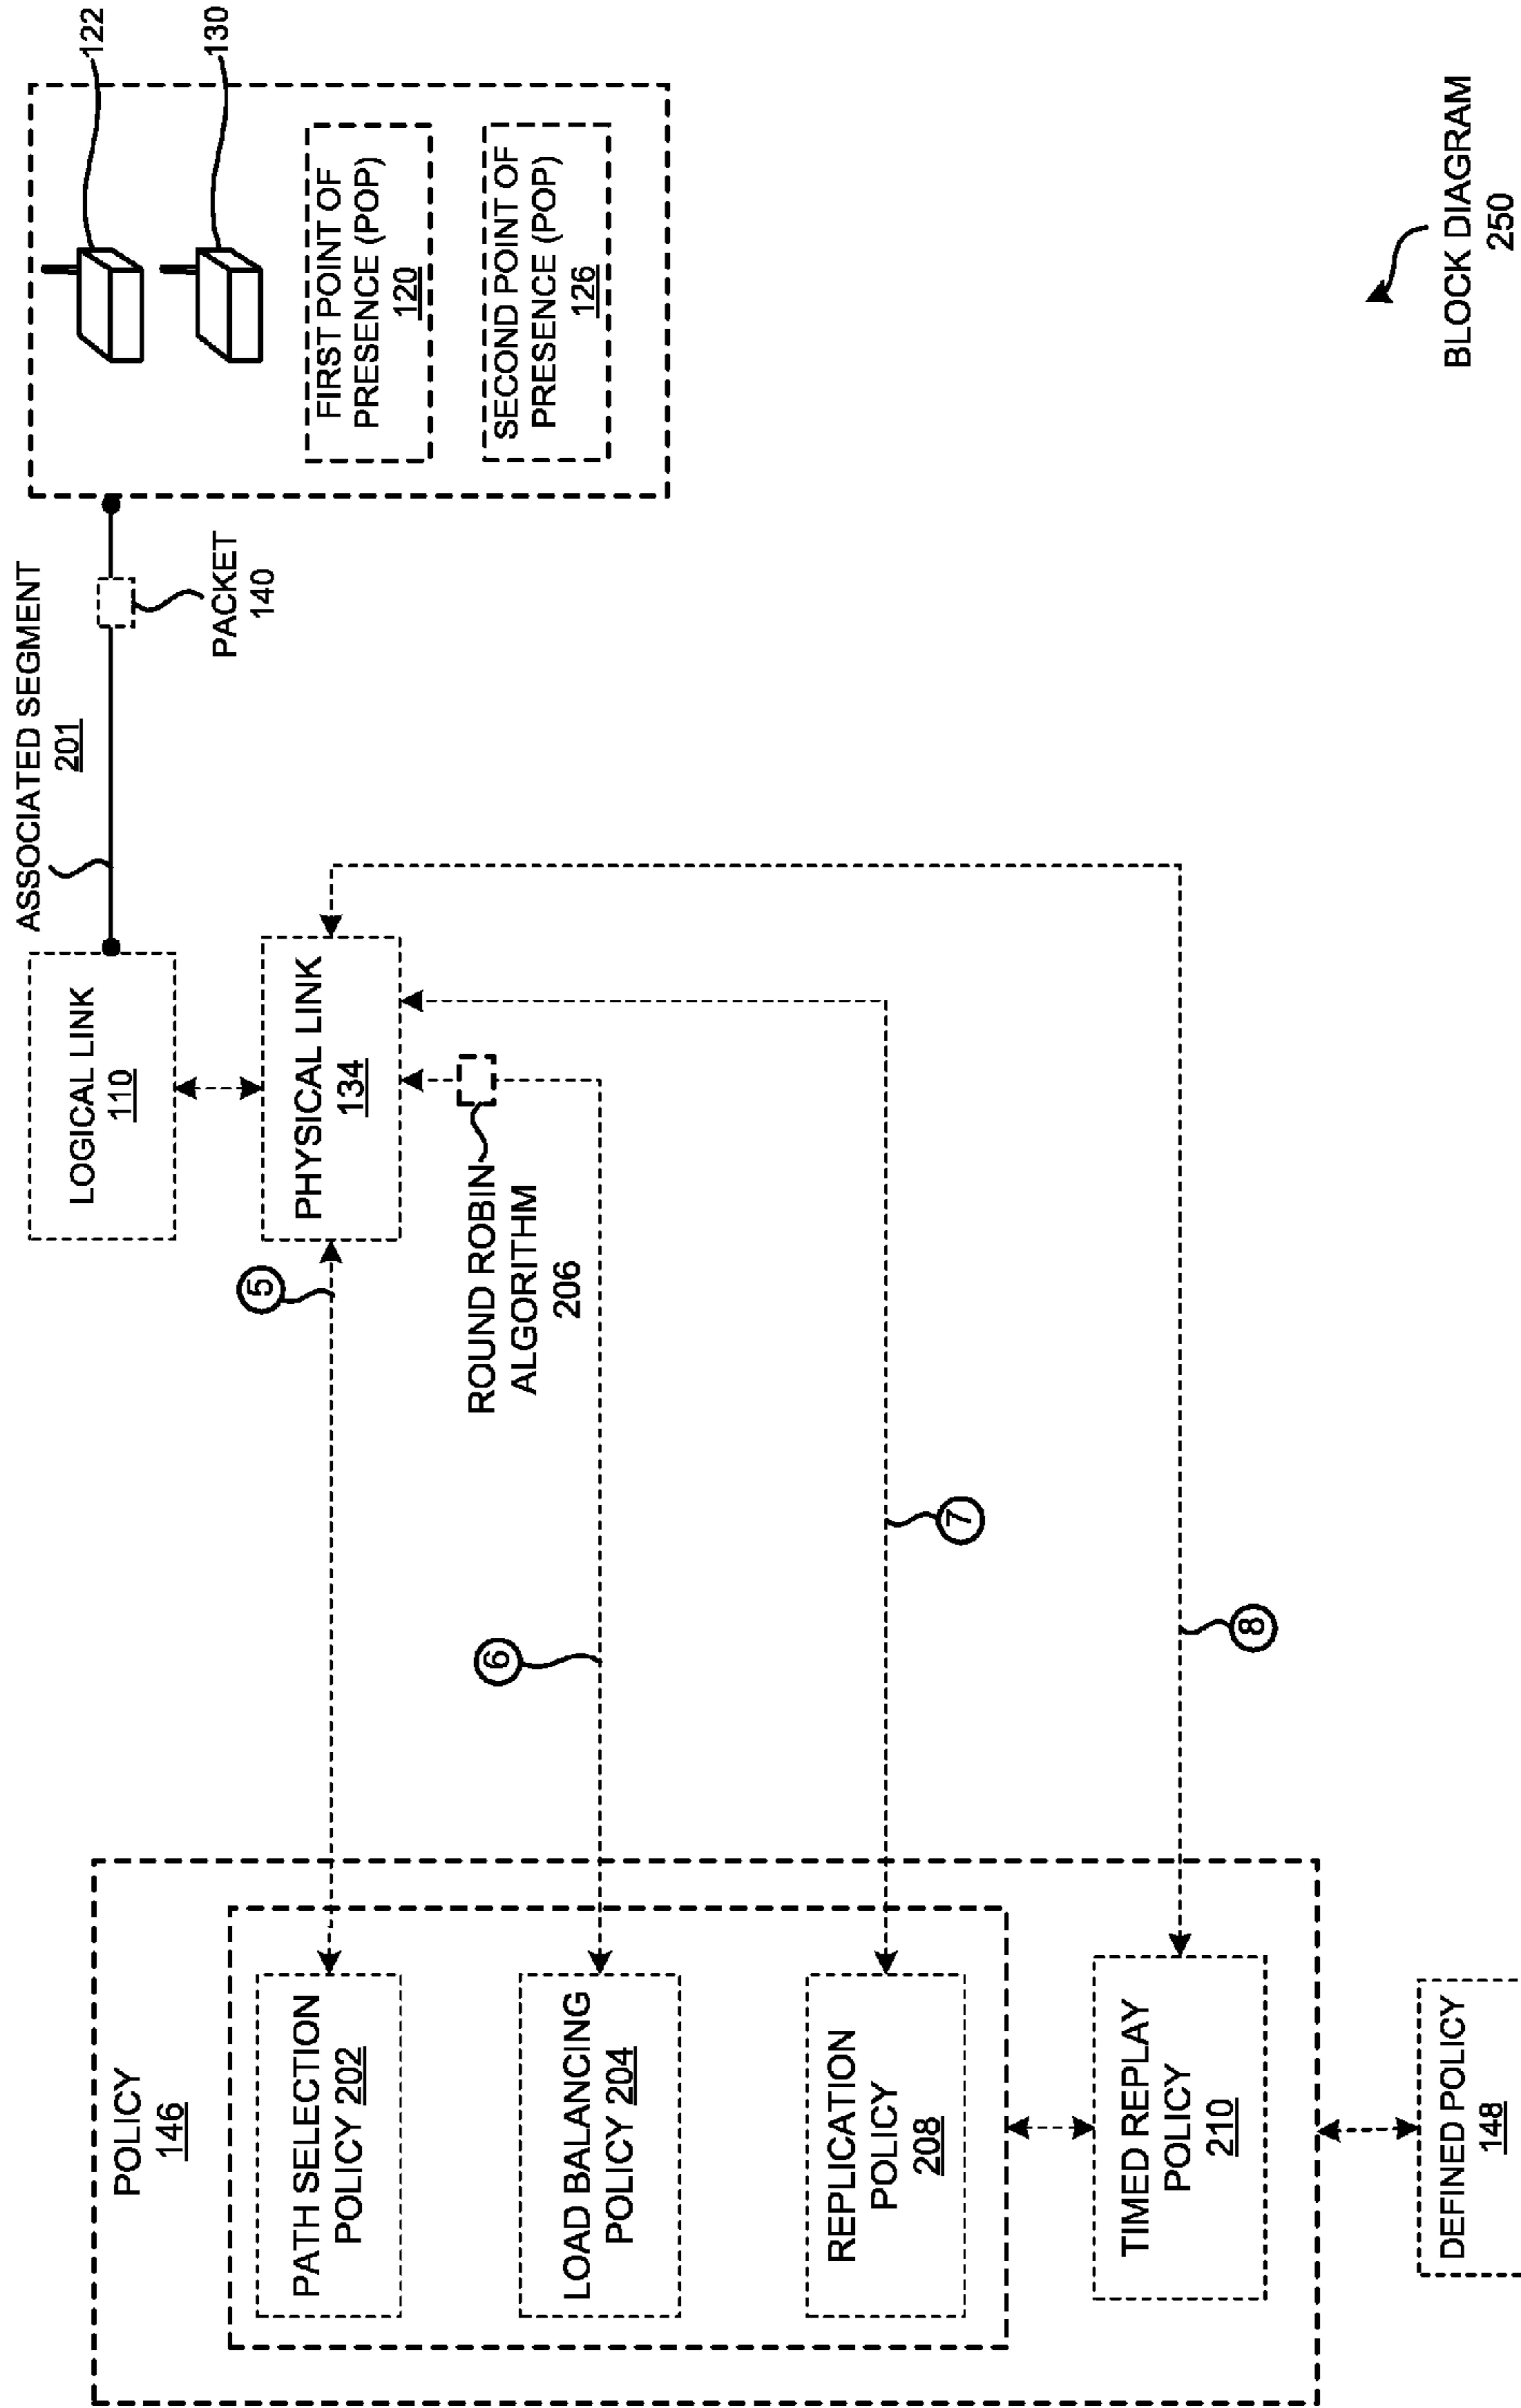 POLICY
146
PATH SELECTION
POLICY 202
LOAD BALANCING
POLICY 204
REPLICATION
POLICY
208
TIMED REPLAY
POLICY
210
DEFINED POLICY
148
5
6
7
8
ROUND ROBIN
ALGORITHM
206
LOGICAL LINK
110
PHYSICAL LINK
134
ASSOCIATED SEGMENT
201
PACKET
140
122
130
FIRST POINT OF
PRESENCE (POP)
120
SECOND POINT OF
PRESENCE (POP)
126
BLOCK DIAGRAM
250